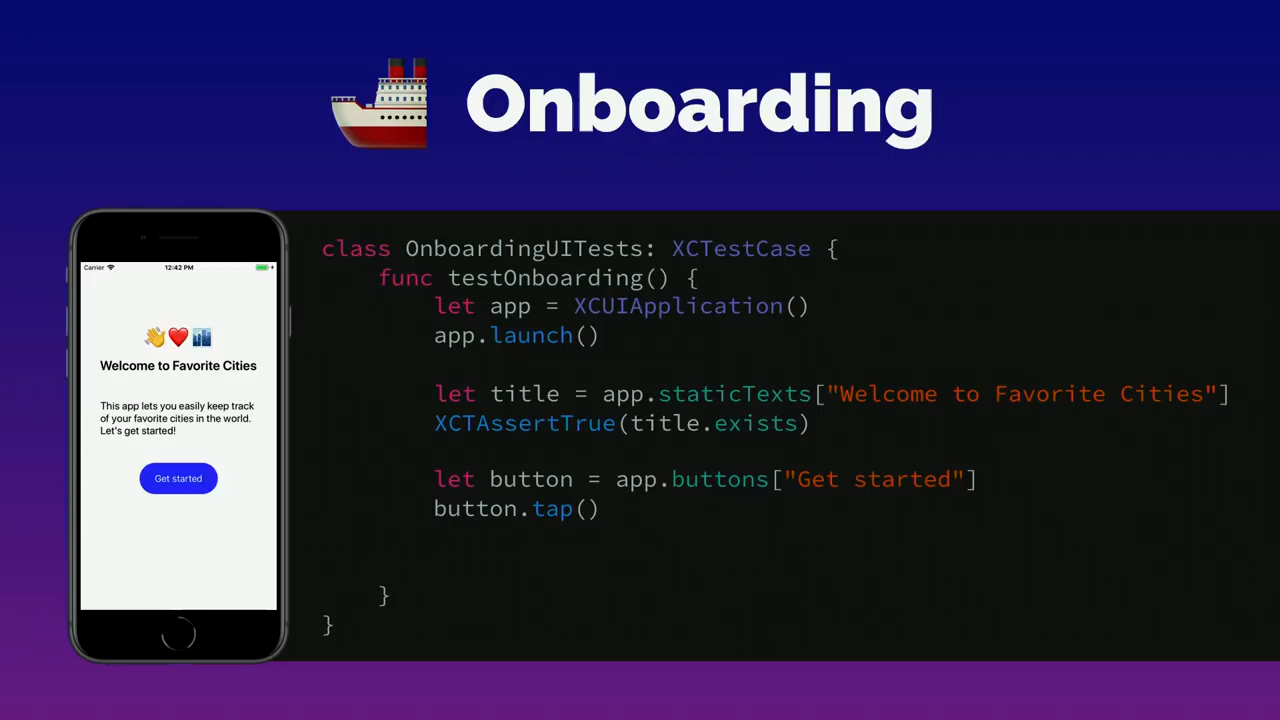 Onboarding
Carrier 12:42 PM
Welcome to Favorite Cities
This app lets you easily keep track
of your favorite cities in the world.
Let's get started!
Get started
class OnboardingUITests: XCTestCase {
    func testOnboarding() {
        let app = XCUIApplication()
        app.launch()
        let title = app.staticTexts["Welcome to Favorite Cities"]
        XCTAssertTrue(title.exists)
        let button = app.buttons["Get started"]
        button.tap()
    }
}